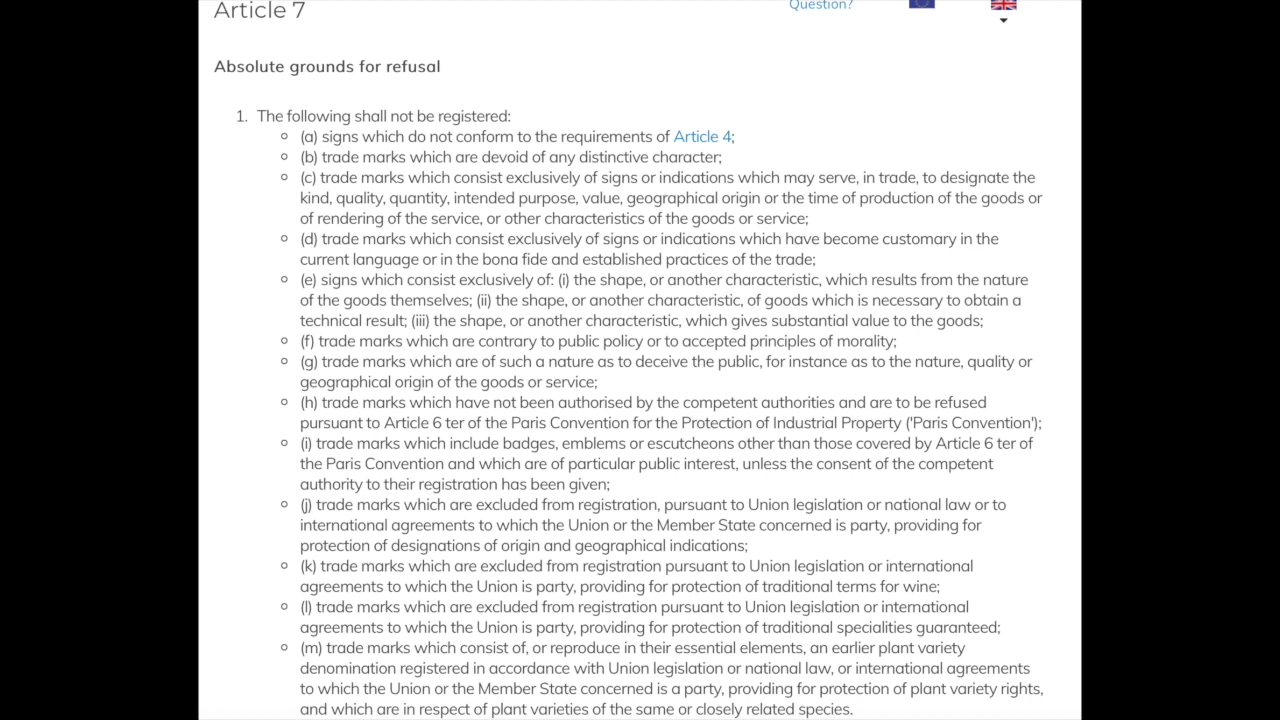 Article 7
Question?
Absolute grounds for refusal
1. The following shall not be registered:
(a) signs which do not conform to the requirements of Article 4;
(b) trade marks which are devoid of any distinctive character;
(c) trade marks which consist exclusively of signs or indications which may serve, in trade, to designate the
kind, quality, quantity, intended purpose, value, geographical origin or the time of production of the goods or
of rendering of the service, or other characteristics of the goods or service;
(d) trade marks which consist exclusively of signs or indications which have become customary in the
current language or in the bona fide and established practices of the trade;
(e) signs which consist exclusively of: (i) the shape, or another characteristic, which results from the nature
of the goods themselves; (ii) the shape, or another characteristic, of goods which is necessary to obtain a
technical result; (iii) the shape, or another characteristic, which gives substantial value to the goods;
(f) trade marks which are contrary to public policy or to accepted principles of morality;
(g) trade marks which are of such a nature as to deceive the public, for instance as to the nature, quality or
geographical origin of the goods or service;
(h) trade marks which have not been authorised by the competent authorities and are to be refused
pursuant to Article 6 ter of the Paris Convention for the Protection of Industrial Property ('Paris Convention');
(i) trade marks which include badges, emblems or escutcheons other than those covered by Article 6 ter of
the Paris Convention and which are of particular public interest, unless the consent of the competent
authority to their registration has been given;
(j) trade marks which are excluded from registration, pursuant to Union legislation or national law or to
international agreements to which the Union or the Member State concerned is party, providing for
protection of designations of origin and geographical indications;
(k) trade marks which are excluded from registration pursuant to Union legislation or international
agreements to which the Union is party, providing for protection of traditional terms for wine;
(l) trade marks which are excluded from registration pursuant to Union legislation or international
agreements to which the Union is party, providing for protection of traditional specialities guaranteed;
(m) trade marks which consist of, or reproduce in their essential elements, an earlier plant variety
denomination registered in accordance with Union legislation or national law, or international agreements
to which the Union or the Member State concerned is a party, providing for protection of plant variety rights,
and which are in respect of plant varieties of the same or closely related species.